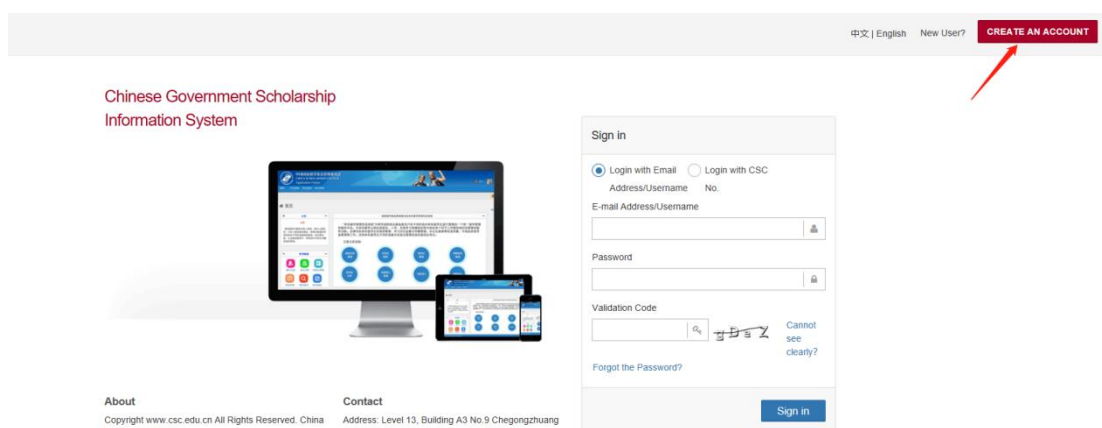 中文 | English New User? CREATE AN ACCOUNT
Chinese Government Scholarship
Information System
Sign in
Login with Email
Address/Username
Login with CSC
No.
E-mail Address/Username
Password
Validation Code
Cannot
see
clearly?
Forgot the Password?
Sign in
About
Copyright www.csc.edu.cn All Rights Reserved. China
Contact
Address: Level 13, Building A3 No.9 Chegongzhuang